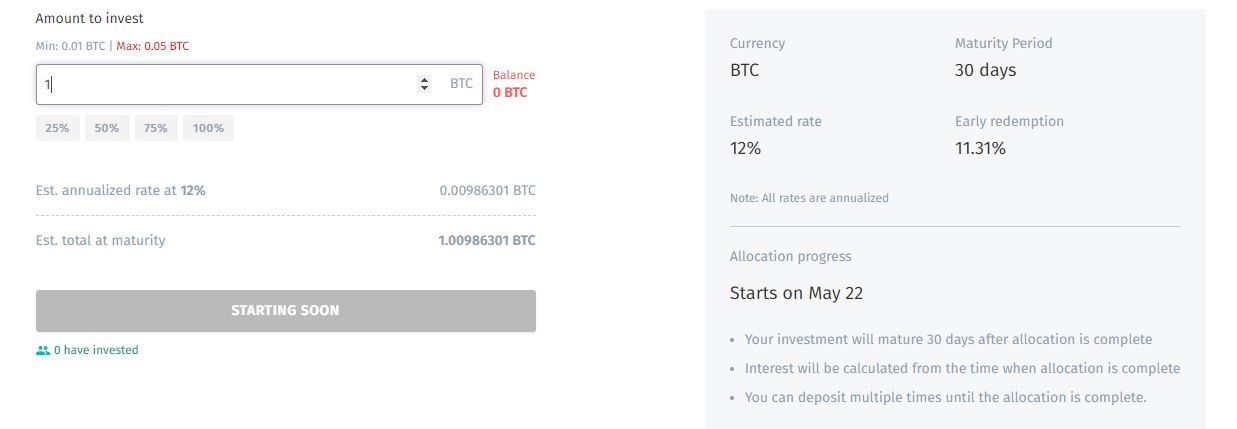 Amount to invest
Min: 0.01 BTC | Max: 0.05 BTC
1 BTC
Balance
0 BTC
25% 50% 75% 100%
Est. annualized rate at 12% 0.00986301 BTC
Est. total at maturity 1.00986301 BTC
STARTING SOON
0 have invested
Currency Maturity Period
BTC 30 days
Estimated rate Early redemption
12% 11.31%
Note: All rates are annualized
Allocation progress
Starts on May 22
• Your investment will mature 30 days after allocation is complete
• Interest will be calculated from the time when allocation is complete
• You can deposit multiple times until the allocation is complete.